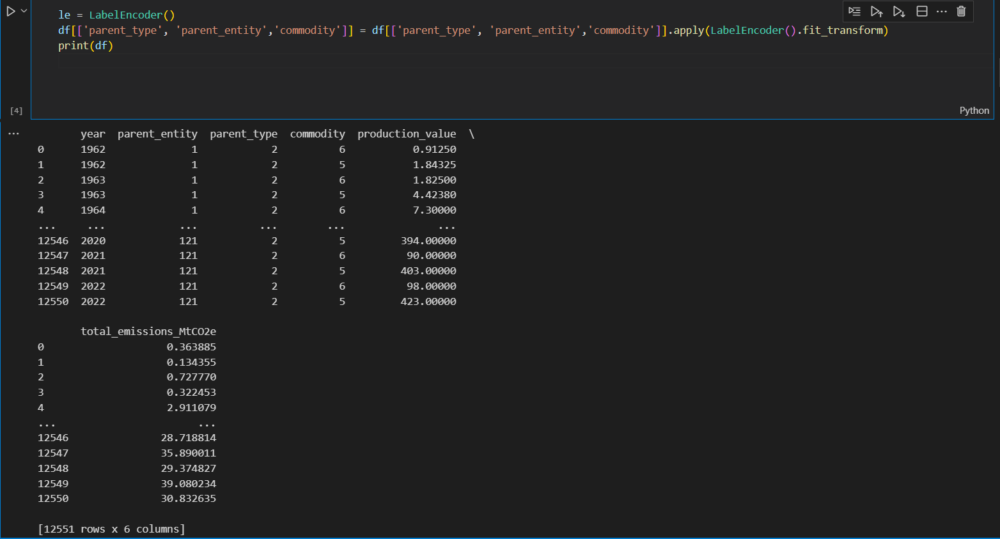 le = LabelEncoder()
df[['parent_type', 'parent_entity','commodity']] = df[['parent_type', 'parent_entity','commodity']].apply(LabelEncoder().fit_transform)
print(df)
[4]
Python
...
year parent_entity parent_type commodity production_value \
0 1962 1 2 6 0.91250
1 1962 1 2 5 1.84325
2 1963 1 2 6 1.82500
3 1963 1 2 5 4.42380
4 1964 1 2 6 7.30000
... ... ... ... ... ...
12546 2020 121 2 5 394.00000
12547 2021 121 2 6 90.00000
12548 2021 121 2 5 403.00000
12549 2022 121 2 6 98.00000
12550 2022 121 2 5 423.00000
total_emissions_MtCO2e
0 0.363885
1 0.134355
2 0.727770
3 0.322453
4 2.911079
... ...
12546 28.718814
12547 35.890011
12548 29.374827
12549 39.080234
12550 30.832635
[12551 rows x 6 columns]